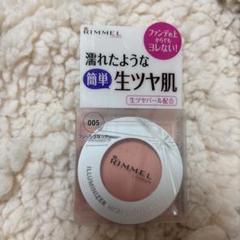 ファンデの上
からでも
ヨレない!
RIMMEL
LONDON
濡れたような
簡単 生ツヤ肌
生ツヤパール配合
005
RIMMEL
ILLUMINIZER